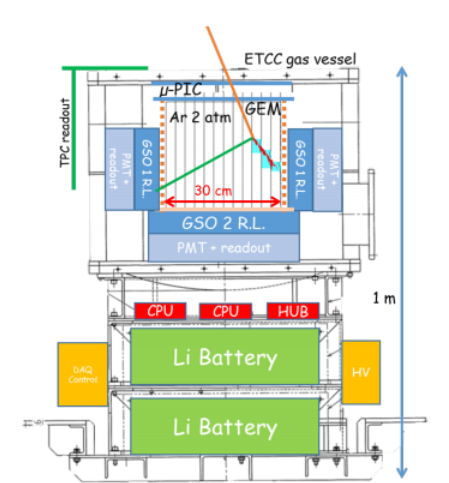 ETCC gas vessel
μ-PIC
GEM
Ar 2 atm
TPC readout
PMT + readout
GSO 1 R.L.
30 cm
GSO 1 R.L.
PMT + readout
GSO 2 R.L.
PMT + readout
1 m
CPU
CPU
HUB
DAQ
Control
Li Battery
HV
Li Battery